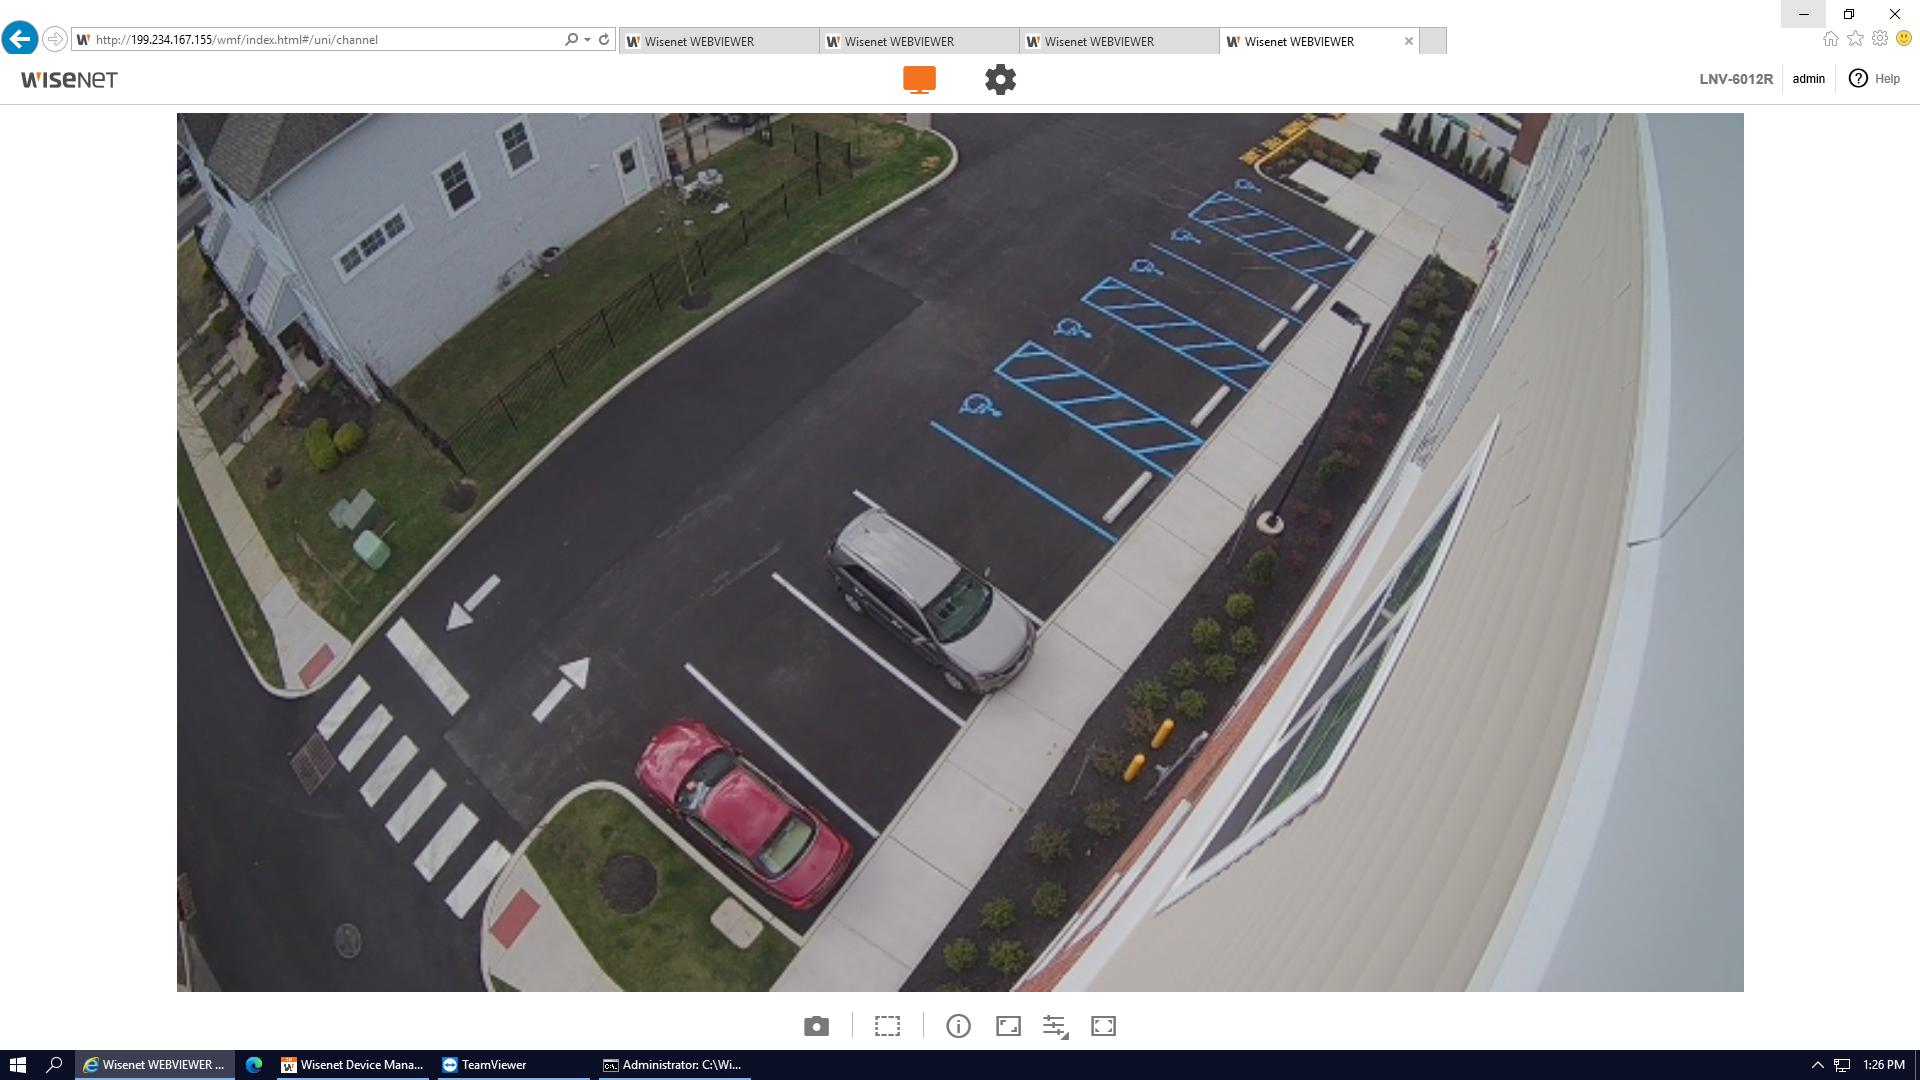 http://199.234.167.155/wmf/index.html#/uni/channel
Wisenet WEBVIEWER
Wisenet WEBVIEWER
Wisenet WEBVIEWER
Wisenet WEBVIEWER
WISENET
LNV-6012R
admin
Help
Wisenet WEBVIEWER ...
Wisenet Device Mana...
TeamViewer
Administrator: C:\Wi...
1:26 PM